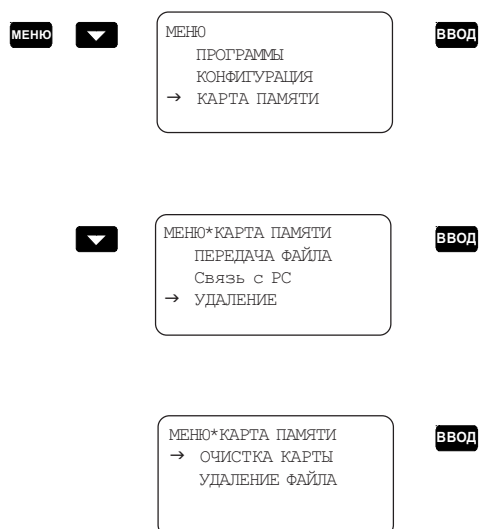 МЕНЮ
МЕНЮ
ПРОГРАММЫ
КОНФИГУРАЦИЯ
→ КАРТА ПАМЯТИ
ВВОД
МЕНЮ*КАРТА ПАМЯТИ
ПЕРЕДАЧА ФАЙЛА
Связь с PC
→ УДАЛЕНИЕ
ВВОД
МЕНЮ*КАРТА ПАМЯТИ
→ ОЧИСТКА КАРТЫ
УДАЛЕНИЕ ФАЙЛА
ВВОД